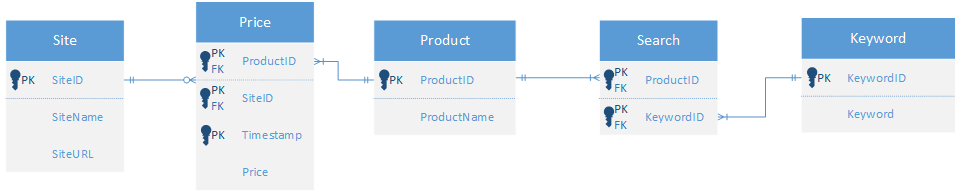 Site
PK SiteID
SiteName
SiteURL
Price
PK
FK
ProductID
PK
FK
SiteID
PK Timestamp
Price
Product
PK ProductID
ProductName
Search
PK
FK
ProductID
PK
FK
KeywordID
Keyword
PK KeywordID
Keyword